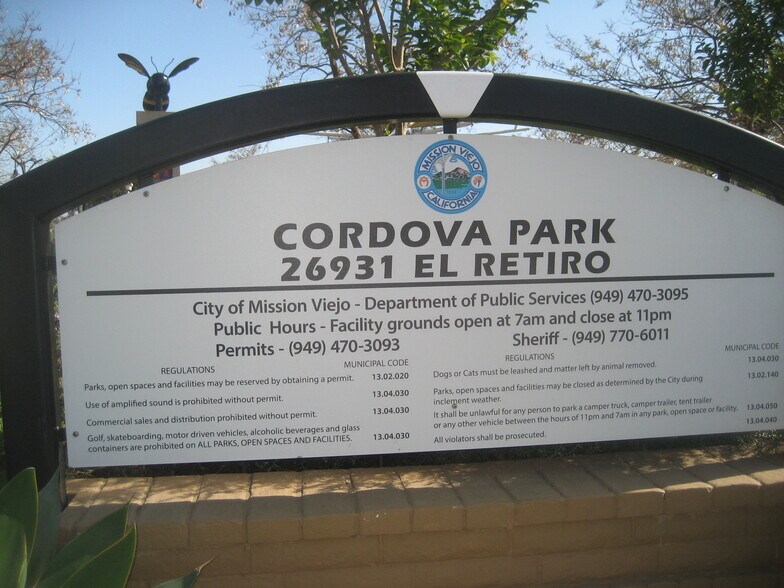 MISSION VIEJO
CALIFORNIA
CORDOVA PARK
26931 EL RETIRO
City of Mission Viejo - Department of Public Services (949) 470-3095
Public Hours - Facility grounds open at 7am and close at 11pm
Permits - (949) 470-3093
Sheriff - (949) 770-6011
REGULATIONS MUNICIPAL CODE
Parks, open spaces and facilities may be reserved by obtaining a permit. 13.02.020
Use of amplified sound is prohibited without permit. 13.04.030
Commercial sales and distribution prohibited without permit. 13.04.030
Golf, skateboarding, motor driven vehicles, alcoholic beverages and glass
containers are prohibited on ALL PARKS, OPEN SPACES AND FACILITIES. 13.04.030
REGULATIONS MUNICIPAL CODE
Dogs or Cats must be leashed and matter left by animal removed. 13.04.030
Parks, open spaces and facilities may be closed as determined by the City during 13.02.140
inclement weather.
It shall be unlawful for any person to park a camper truck, camper trailer, tent trailer
or any other vehicle between the hours of 11pm and 7am in any park, open space or facility. 13.04.050
All violators shall be prosecuted. 13.04.040